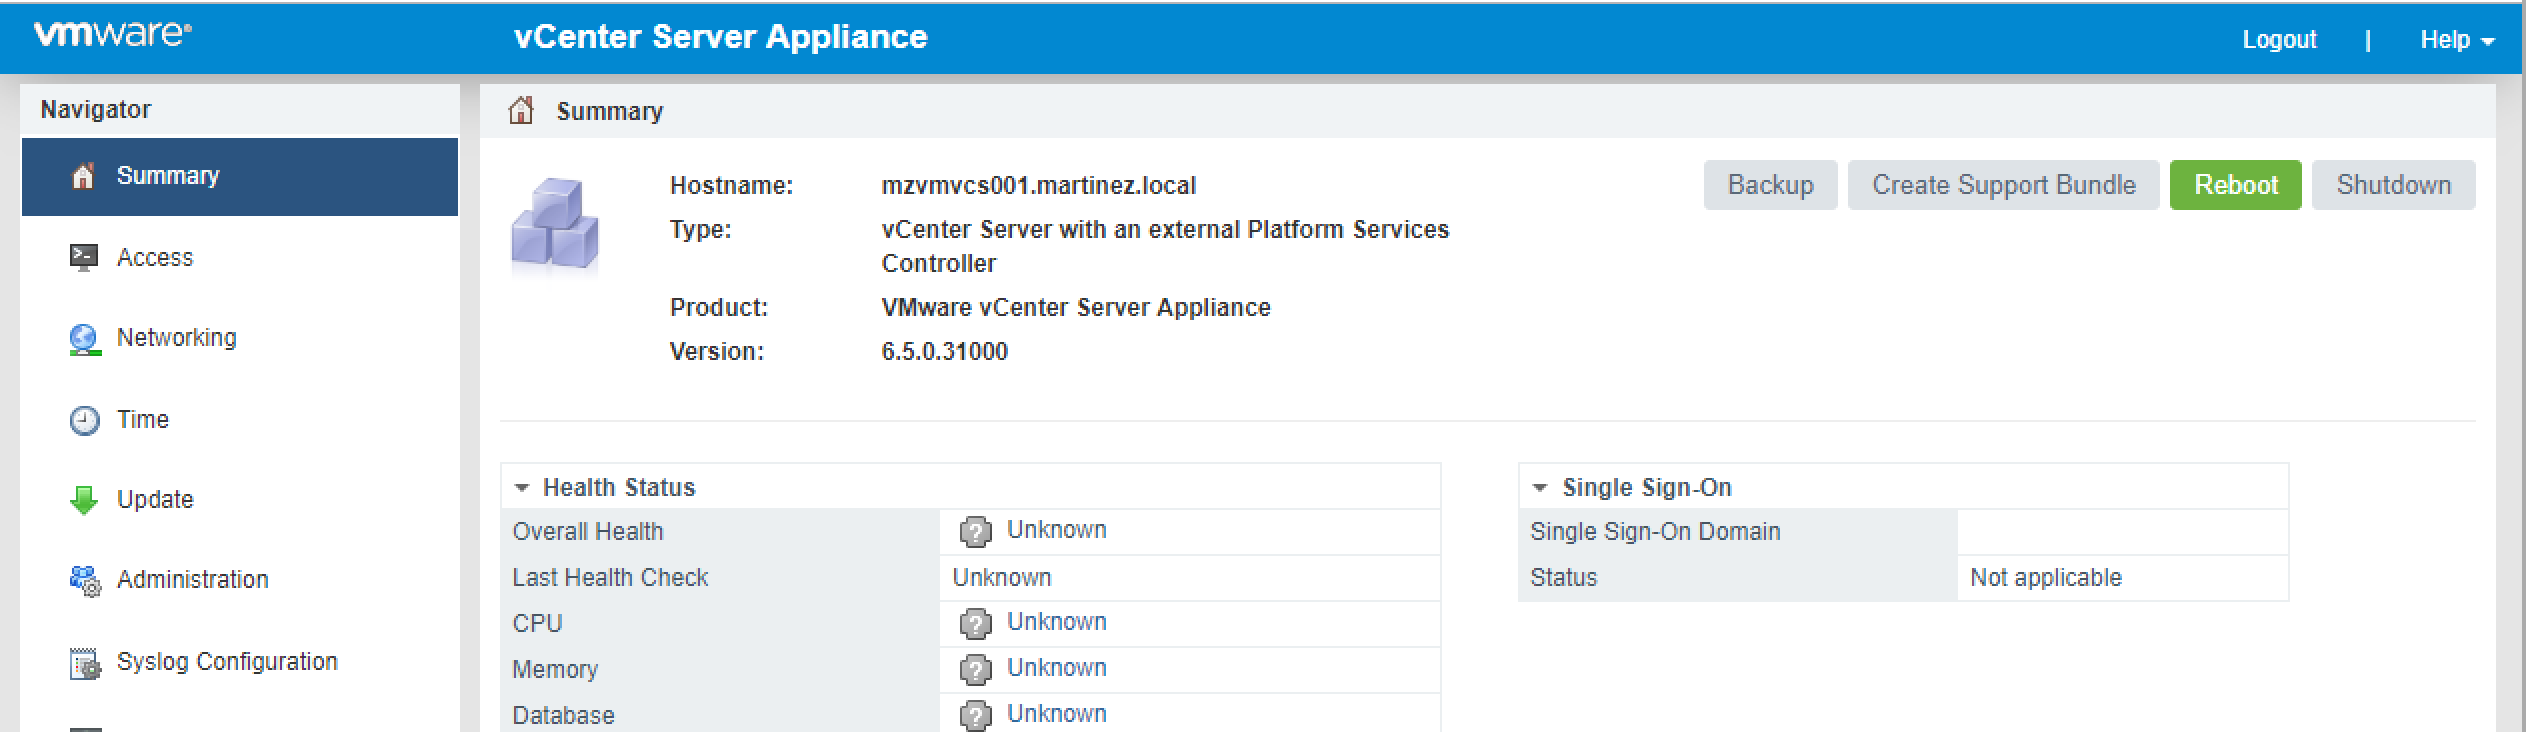 vmware
vCenter Server Appliance
Logout | Help
Navigator
Summary
Access
Networking
Time
Update
Administration
Syslog Configuration
Summary
Hostname: mzvmvcs001.martinez.local
Type: vCenter Server with an external Platform Services
Controller
Product: VMware vCenter Server Appliance
Version: 6.5.0.31000
Backup
Create Support Bundle
Reboot
Shutdown
Health Status
Overall Health ? Unknown
Last Health Check Unknown
CPU ? Unknown
Memory ? Unknown
Database ? Unknown
Single Sign-On
Single Sign-On Domain
Status Not applicable